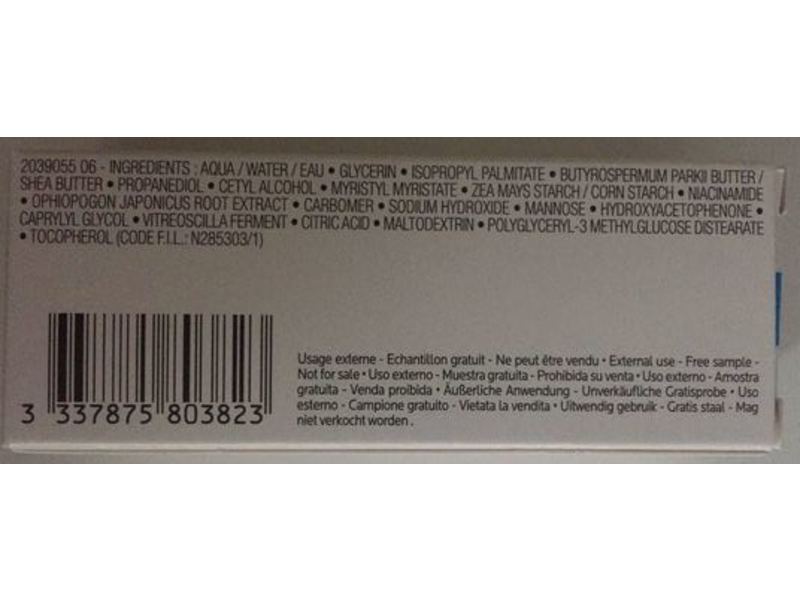 2039055 06 - INGREDIENTS : AQUA / WATER / EAU • GLYCERIN • ISOPROPYL PALMITATE • BUTYROSPERMUM PARKII BUTTER /
SHEA BUTTER • PROPANEDIOL • CETYL ALCOHOL • MYRISTYL MYRISTATE • ZEA MAYS STARCH / CORN STARCH • NIACINAMIDE
• OPHIOPOGON JAPONICUS ROOT EXTRACT • CARBOMER • SODIUM HYDROXIDE • MANNOSE • HYDROXYACETOPHENONE •
CAPRYLYL GLYCOL • VITREOSCILLA FERMENT • CITRIC ACID • MALTODEXTRIN • POLYGLYCERYL-3 METHYLGLUCOSE DISTEARATE
• TOCOPHEROL (CODE F.I.L.: N285303/1)
Usage externe - Echantillon gratuit - Ne peut être vendu • External use - Free sample -
Not for sale • Uso externo - Muestra gratuita - Prohibida su venta • Uso externo - Amostra
gratuita - Venda proibida • Äußerliche Anwendung - Unverkäufliche Gratisprobe • Uso
esterno - Campione gratuito - Vietata la vendita • Uitwendig gebruik - Gratis staal - Mag
niet verkocht worden .
3 337875 803823